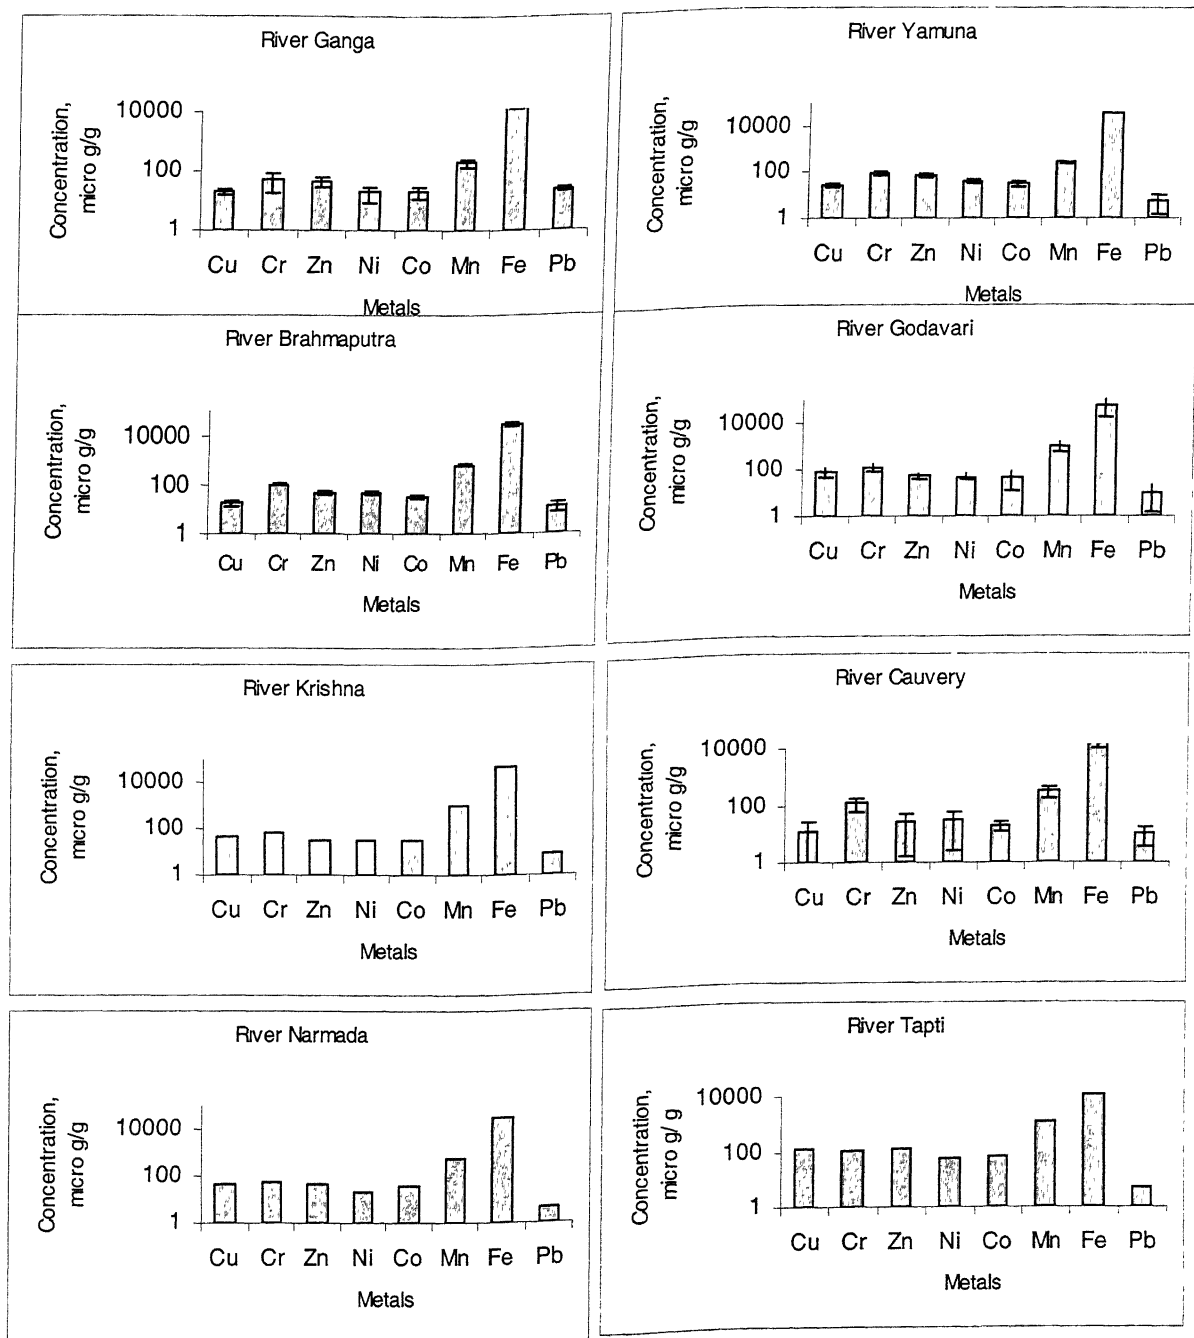 River Ganga
Concentration,
micro g/g
10000
100
1
Cu Cr Zn Ni Co Mn Fe Pb
Metals
River Yamuna
Concentration,
micro g/g
10000
100
1
Cu Cr Zn Ni Co Mn Fe Pb
Metals
River Brahmaputra
Concentration,
micro g/g
10000
100
1
Cu Cr Zn Ni Co Mn Fe Pb
Metals
River Godavari
Concentration,
micro g/g
10000
100
1
Cu Cr Zn Ni Co Mn Fe Pb
Metals
River Krishna
Concentration,
micro g/g
10000
100
1
Cu Cr Zn Ni Co Mn Fe Pb
Metals
River Cauvery
Concentration,
micro g/g
10000
100
1
Cu Cr Zn Ni Co Mn Fe Pb
Metals
River Narmada
Concentration,
micro g/g
10000
100
1
Cu Cr Zn Ni Co Mn Fe Pb
Metals
River Tapti
Concentration,
micro g/ g
10000
100
1
Cu Cr Zn Ni Co Mn Fe Pb
Metals